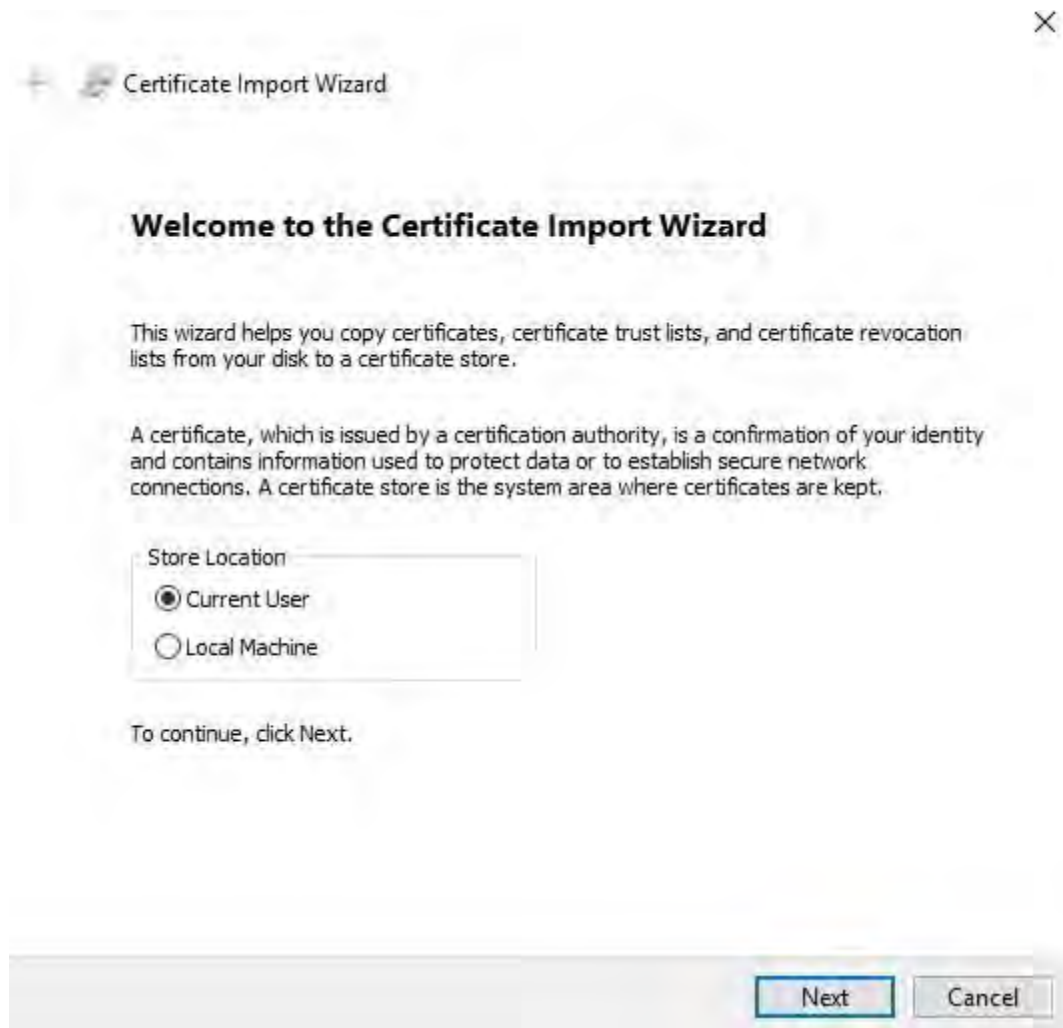 Certificate Import Wizard
Welcome to the Certificate Import Wizard
This wizard helps you copy certificates, certificate trust lists, and certificate revocation
lists from your disk to a certificate store.
A certificate, which is issued by a certification authority, is a confirmation of your identity
and contains information used to protect data or to establish secure network
connections. A certificate store is the system area where certificates are kept.
Store Location
Current User
Local Machine
To continue, click Next.
Next Cancel